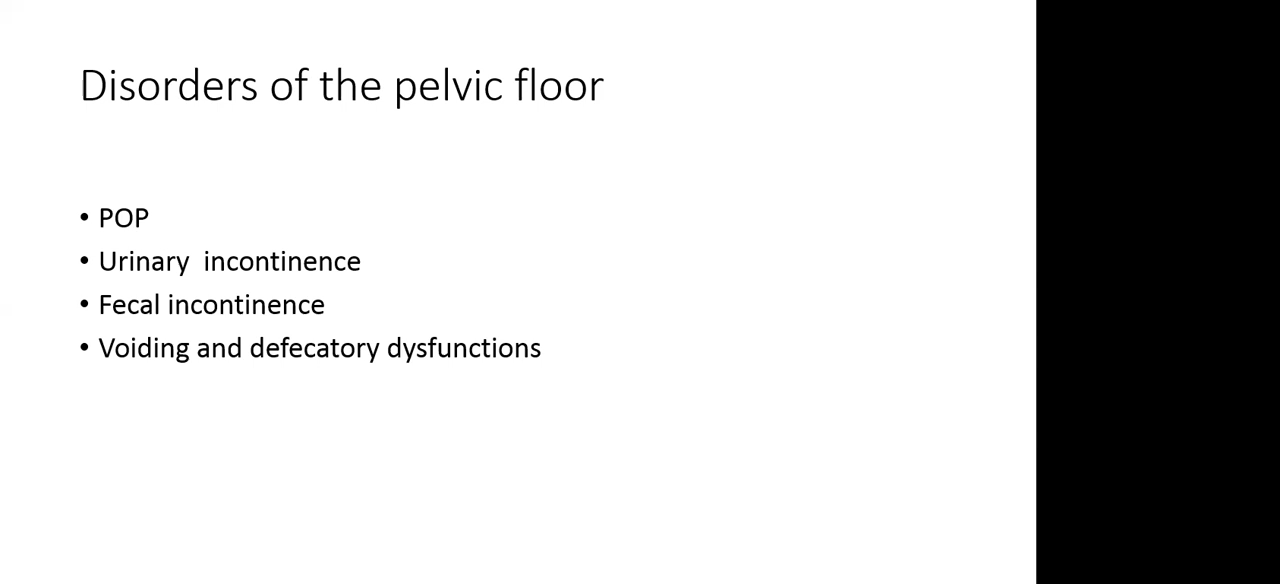 Disorders of the pelvic floor
• POP
• Urinary  incontinence
• Fecal incontinence
• Voiding and defecatory dysfunctions